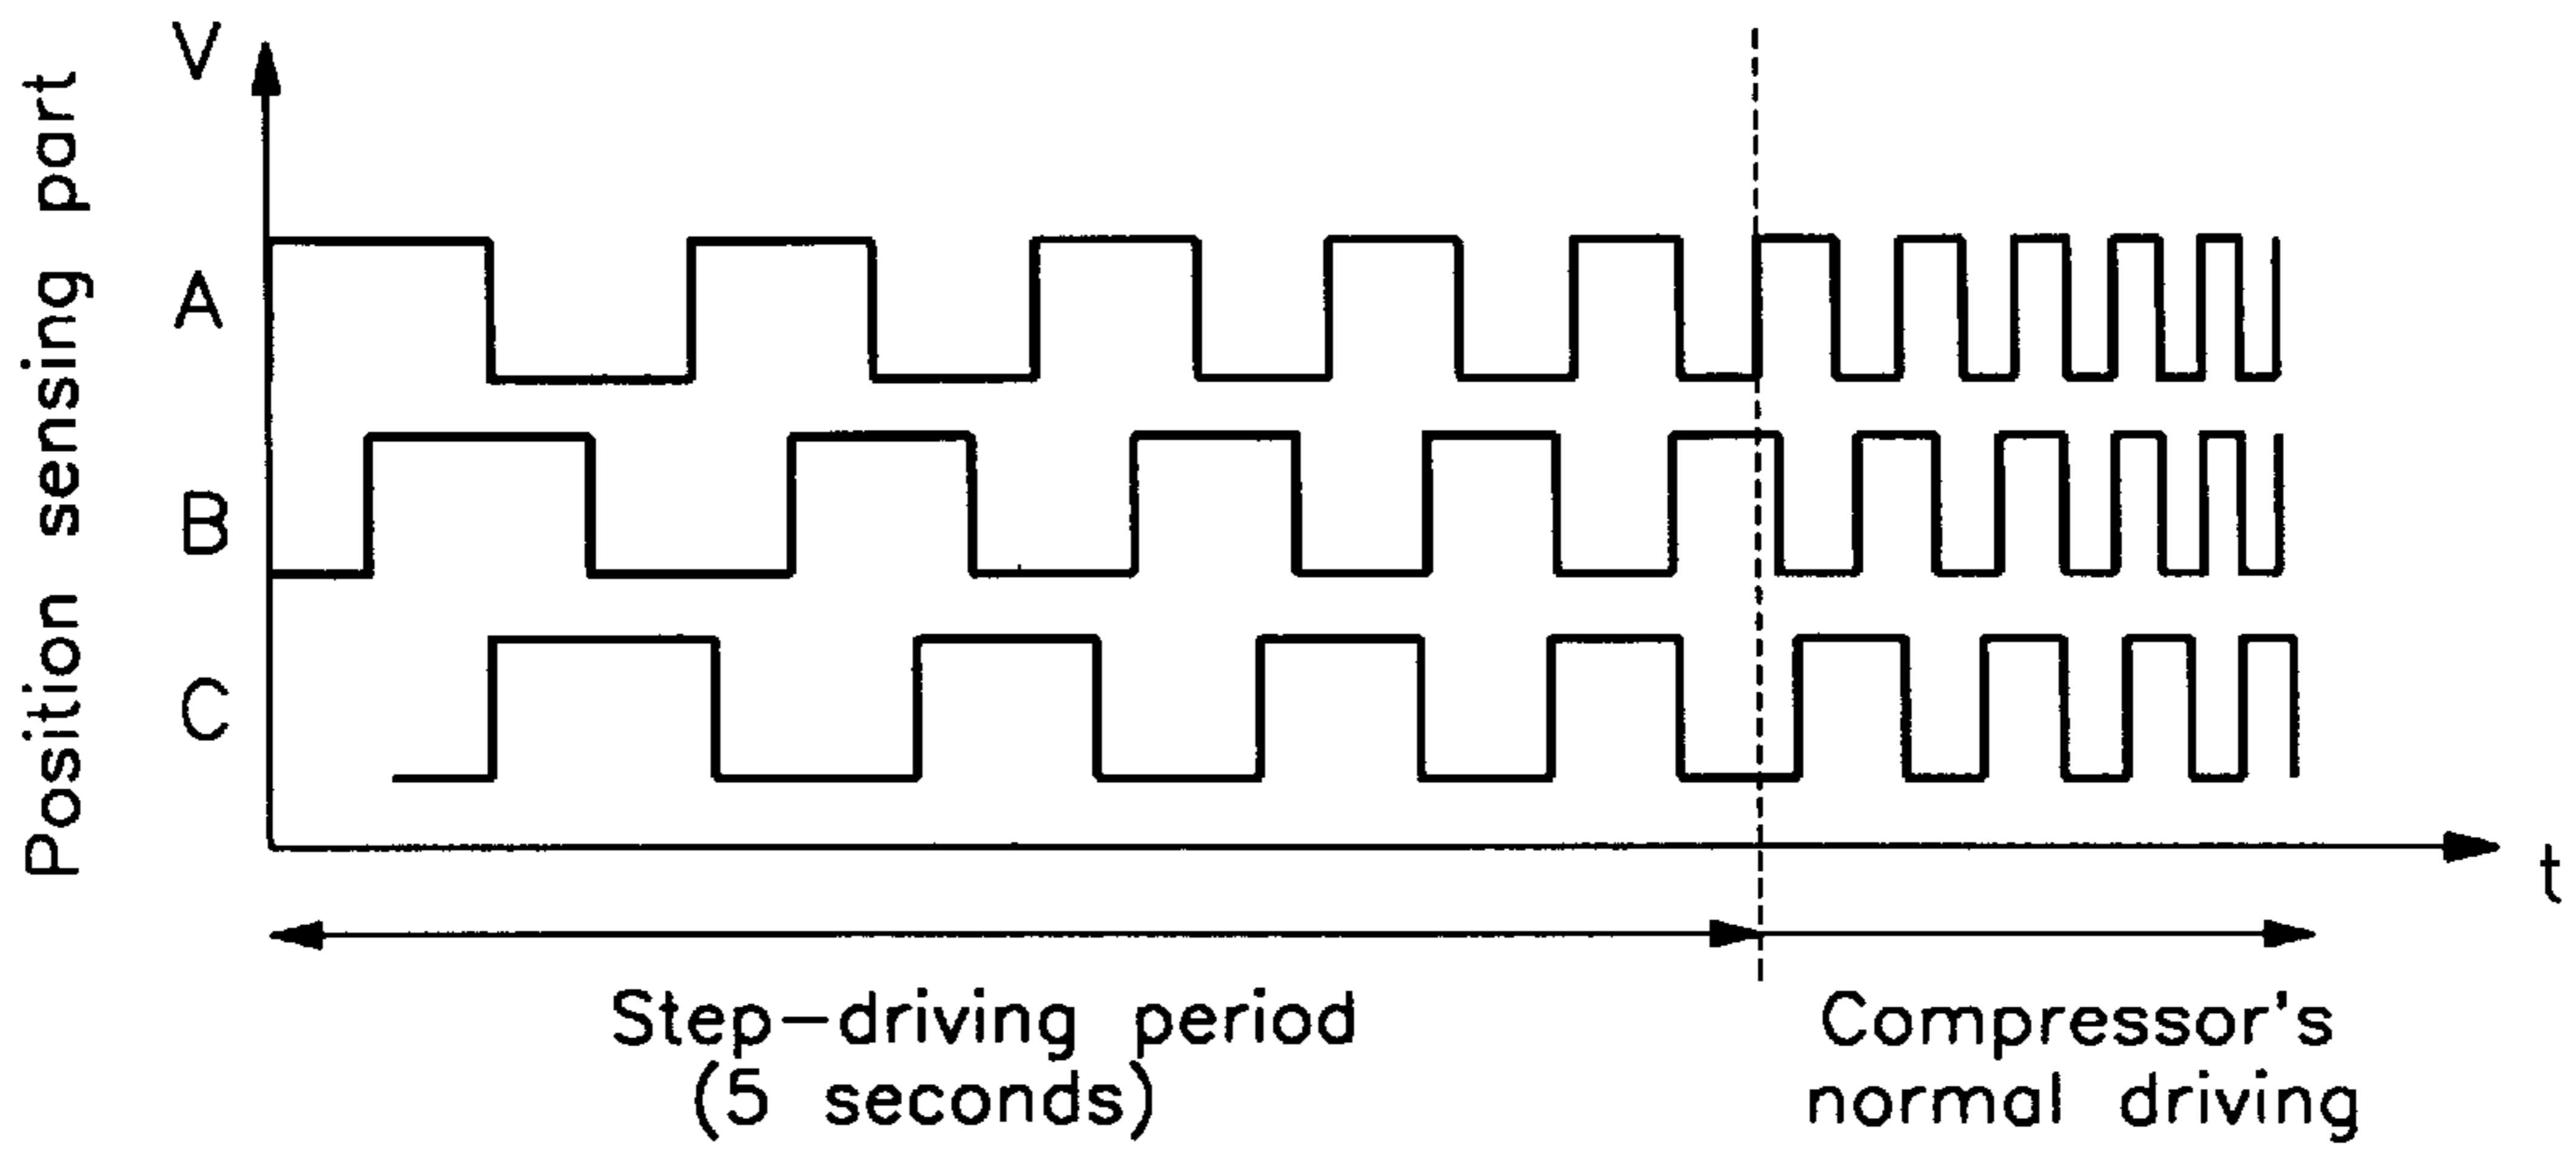 V
Position sensing part
A
B
C
t
Step-driving period
(5 seconds)
Compressor's
normal driving